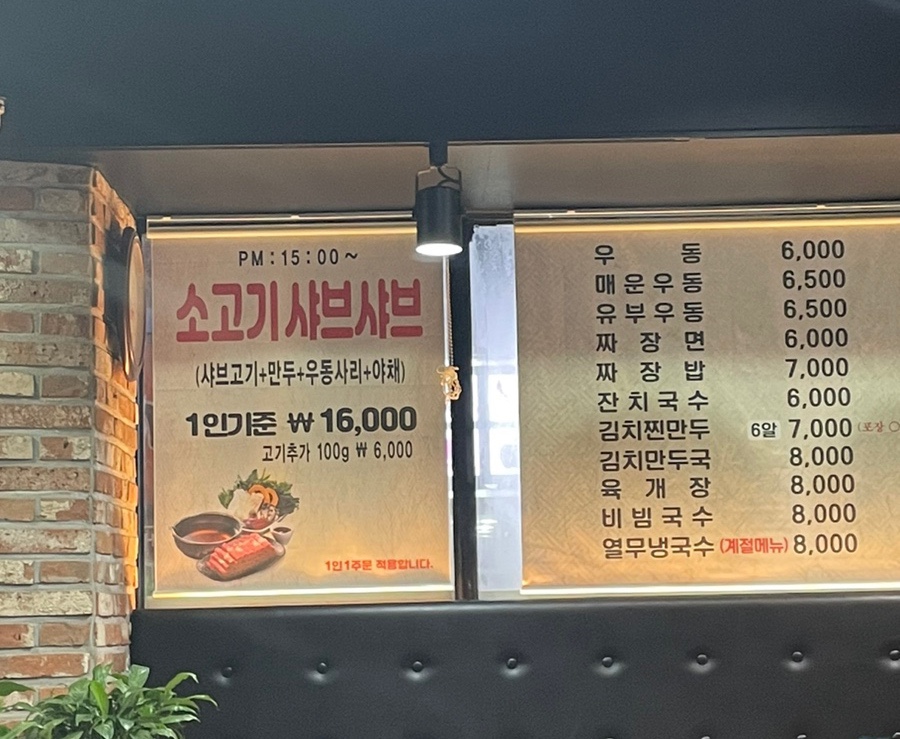 PM : 15 : 00 ~
소고기 샤브샤브
(샤브고기+만두+우동사리+야채)
1인기준 ₩ 16,000
고기추가 100g ₩ 6,000
1인 1주문 적용합니다.
우 동 6,000
매운우동 6,500
유부우동 6,500
짜 장 면 6,000
짜 장 밥 7,000
잔치국수 6,000
김치찐만두 6알 7,000 (포장
김치만두국 8,000
육 개 장 8,000
비빔국수 8,000
열무냉국수 (계절메뉴) 8,000